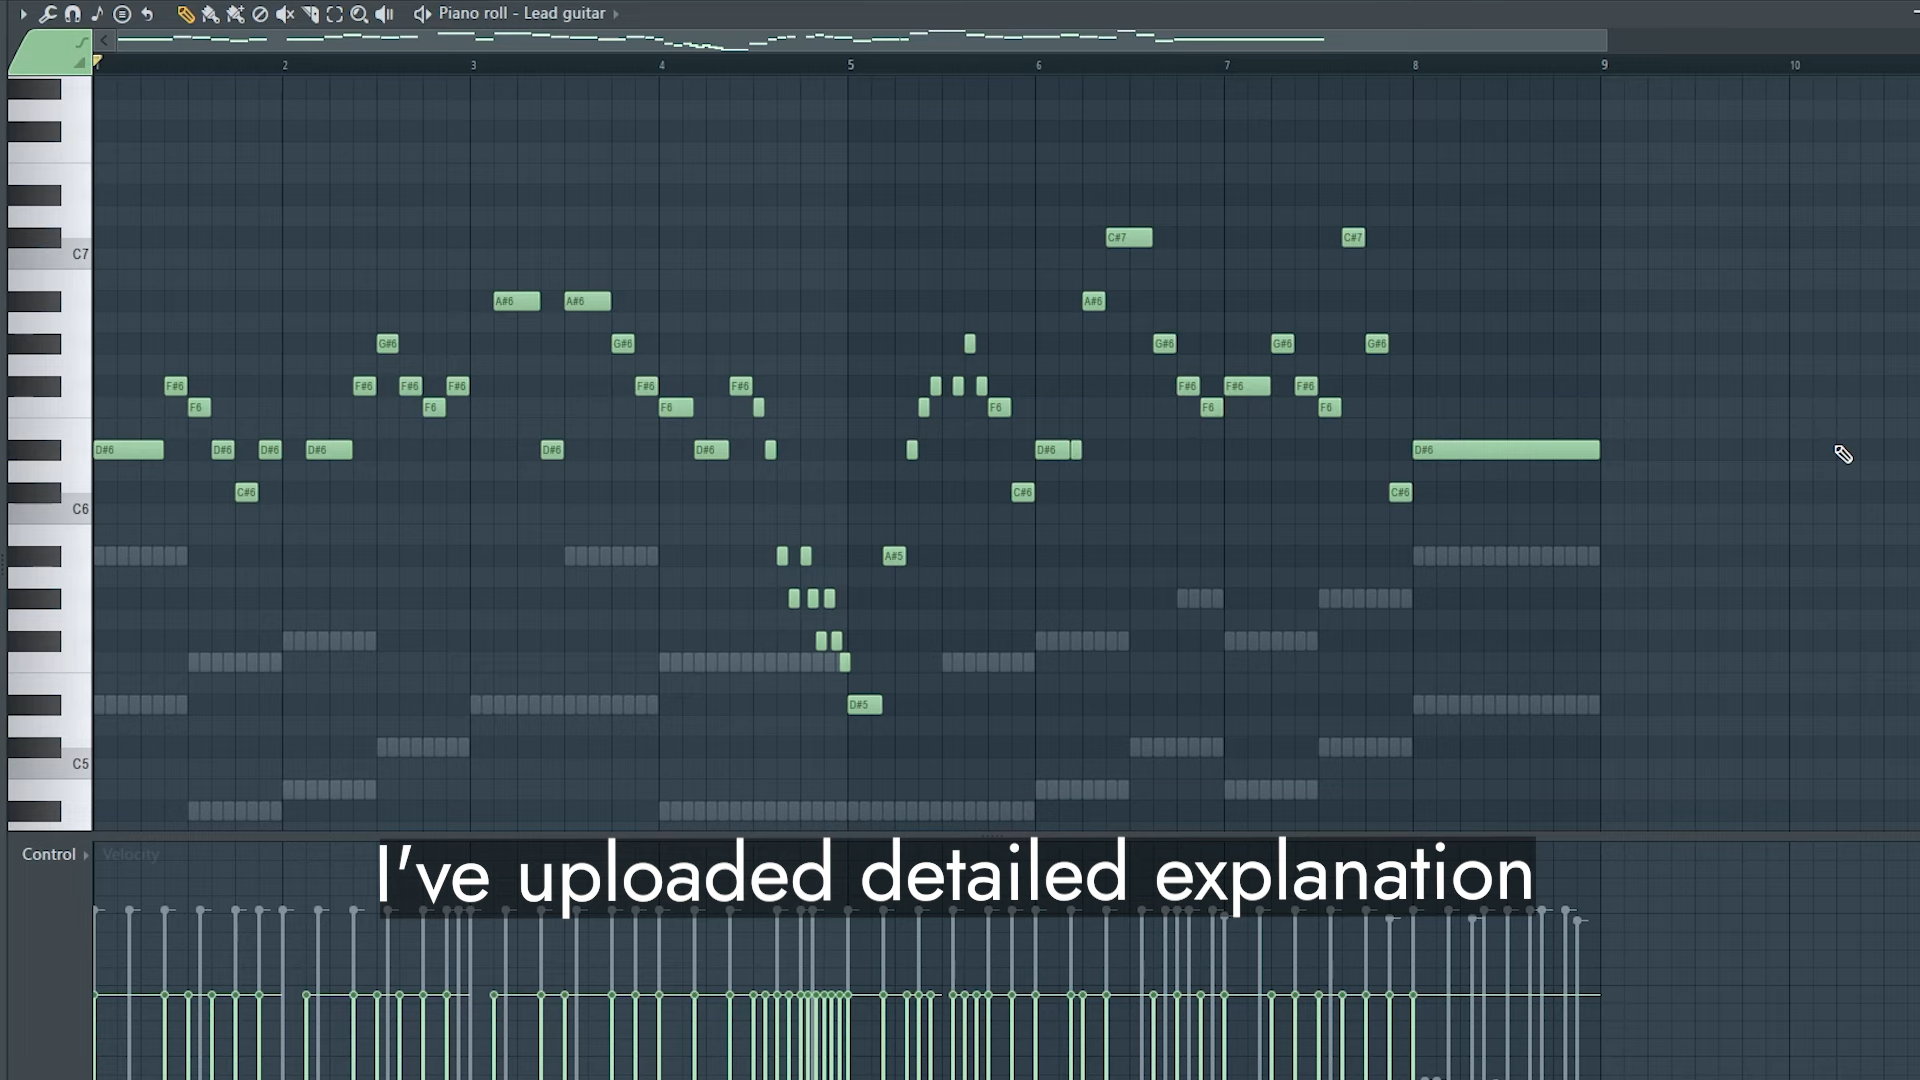 Piano roll - Lead guitar
1 2 3 4 5 6 7 8 9 10
C#7 C#7
C7
A#6 A#6 A#6
G#6 G#6 G#6 G#6 G#6
F#6 F#6 F#6 F#6 F#6 F#6 F#6 F#6 F#6
F6 F6 F6 F6 F6 F6
D#6 D#6 D#6 D#6 D#6 D#6 D#6 D#6
C#6 C#6 C#6
C6
A#5
D#5
C5
Control Velocity
I've uploaded detailed explanation